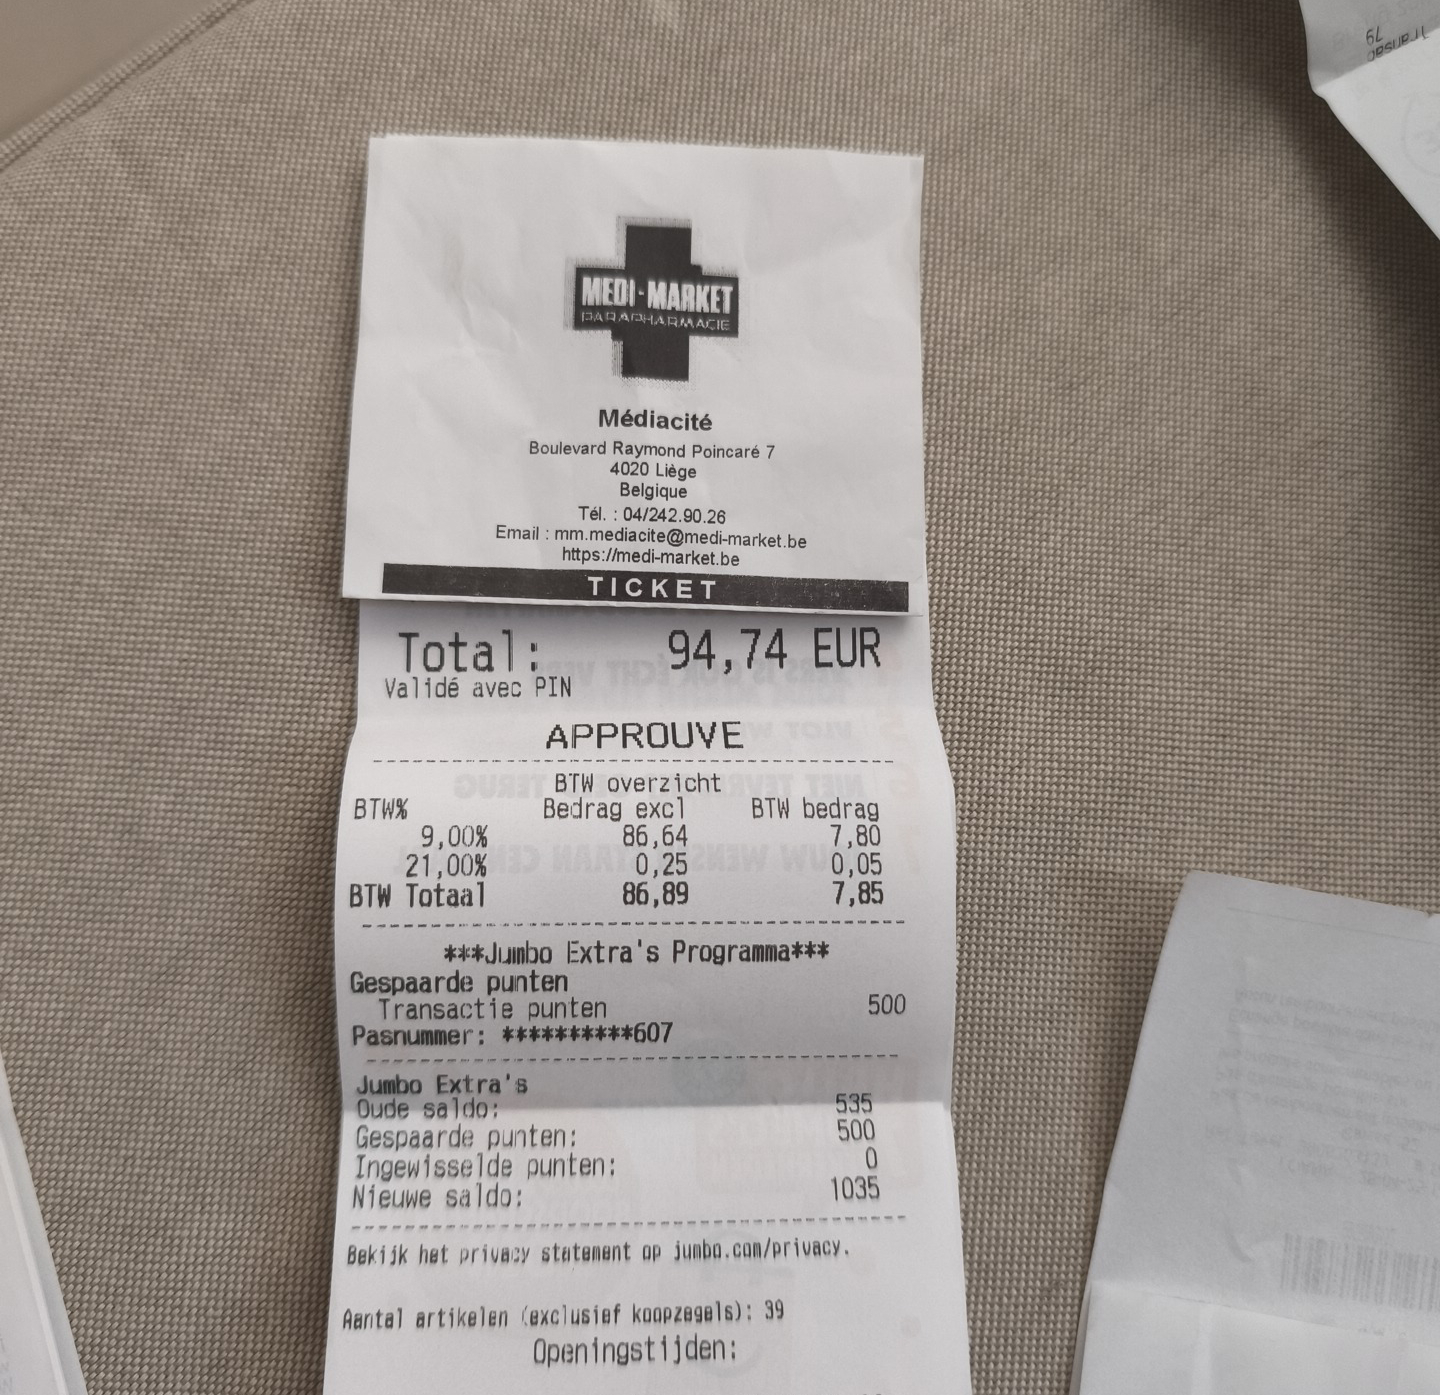 MEDI-MARKET
PARAPHARMACIE
Médiacité
Boulevard Raymond Poincaré 7
4020 Liège
Belgique
Tél. : 04/242.90.26
Email : mm.mediacite@medi-market.be
https://medi-market.be
TICKET
Total: 94,74 EUR
Validé avec PIN
APPROUVE
BTW overzicht
BTW% Bedrag excl BTW bedrag
9,00% 86,64 7,80
21,00% 0,25 0,05
BTW Totaal 86,89 7,85
***Jumbo Extra's Programma***
Gespaarde punten
Transactie punten 500
Pasnummer: **********607
Jumbo Extra's
Oude saldo: 535
Gespaarde punten: 500
Ingewisselde punten: 0
Nieuwe saldo: 1035
Bekijk het privacy statement op jumbo.com/privacy.
Aantal artikelen (exclusief koopzegels): 39
Openingstijden:
79